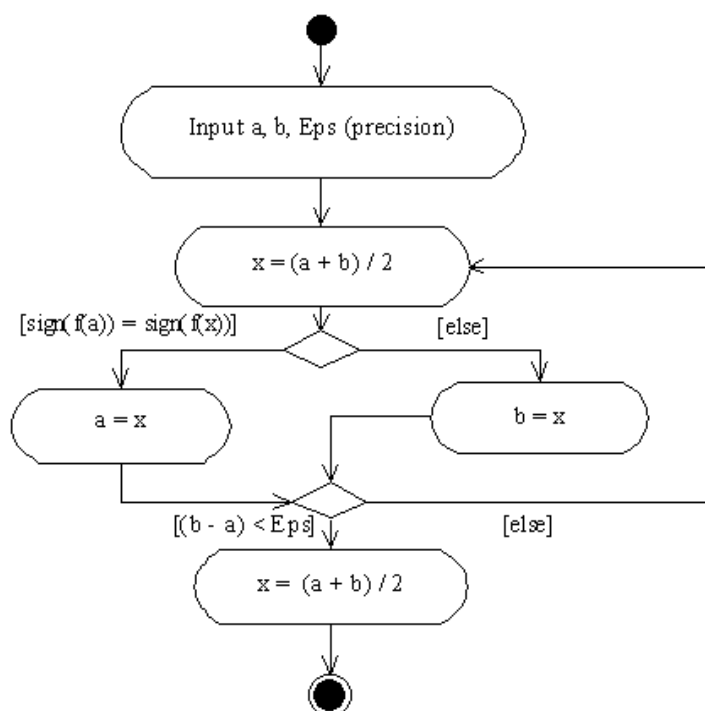 Input a, b, Eps (precision)
x = (a + b) / 2
[sign(f(a)) = sign(f(x))]
[else]
a = x
b = x
[(b - a) < Eps]
[else]
x = (a + b) / 2